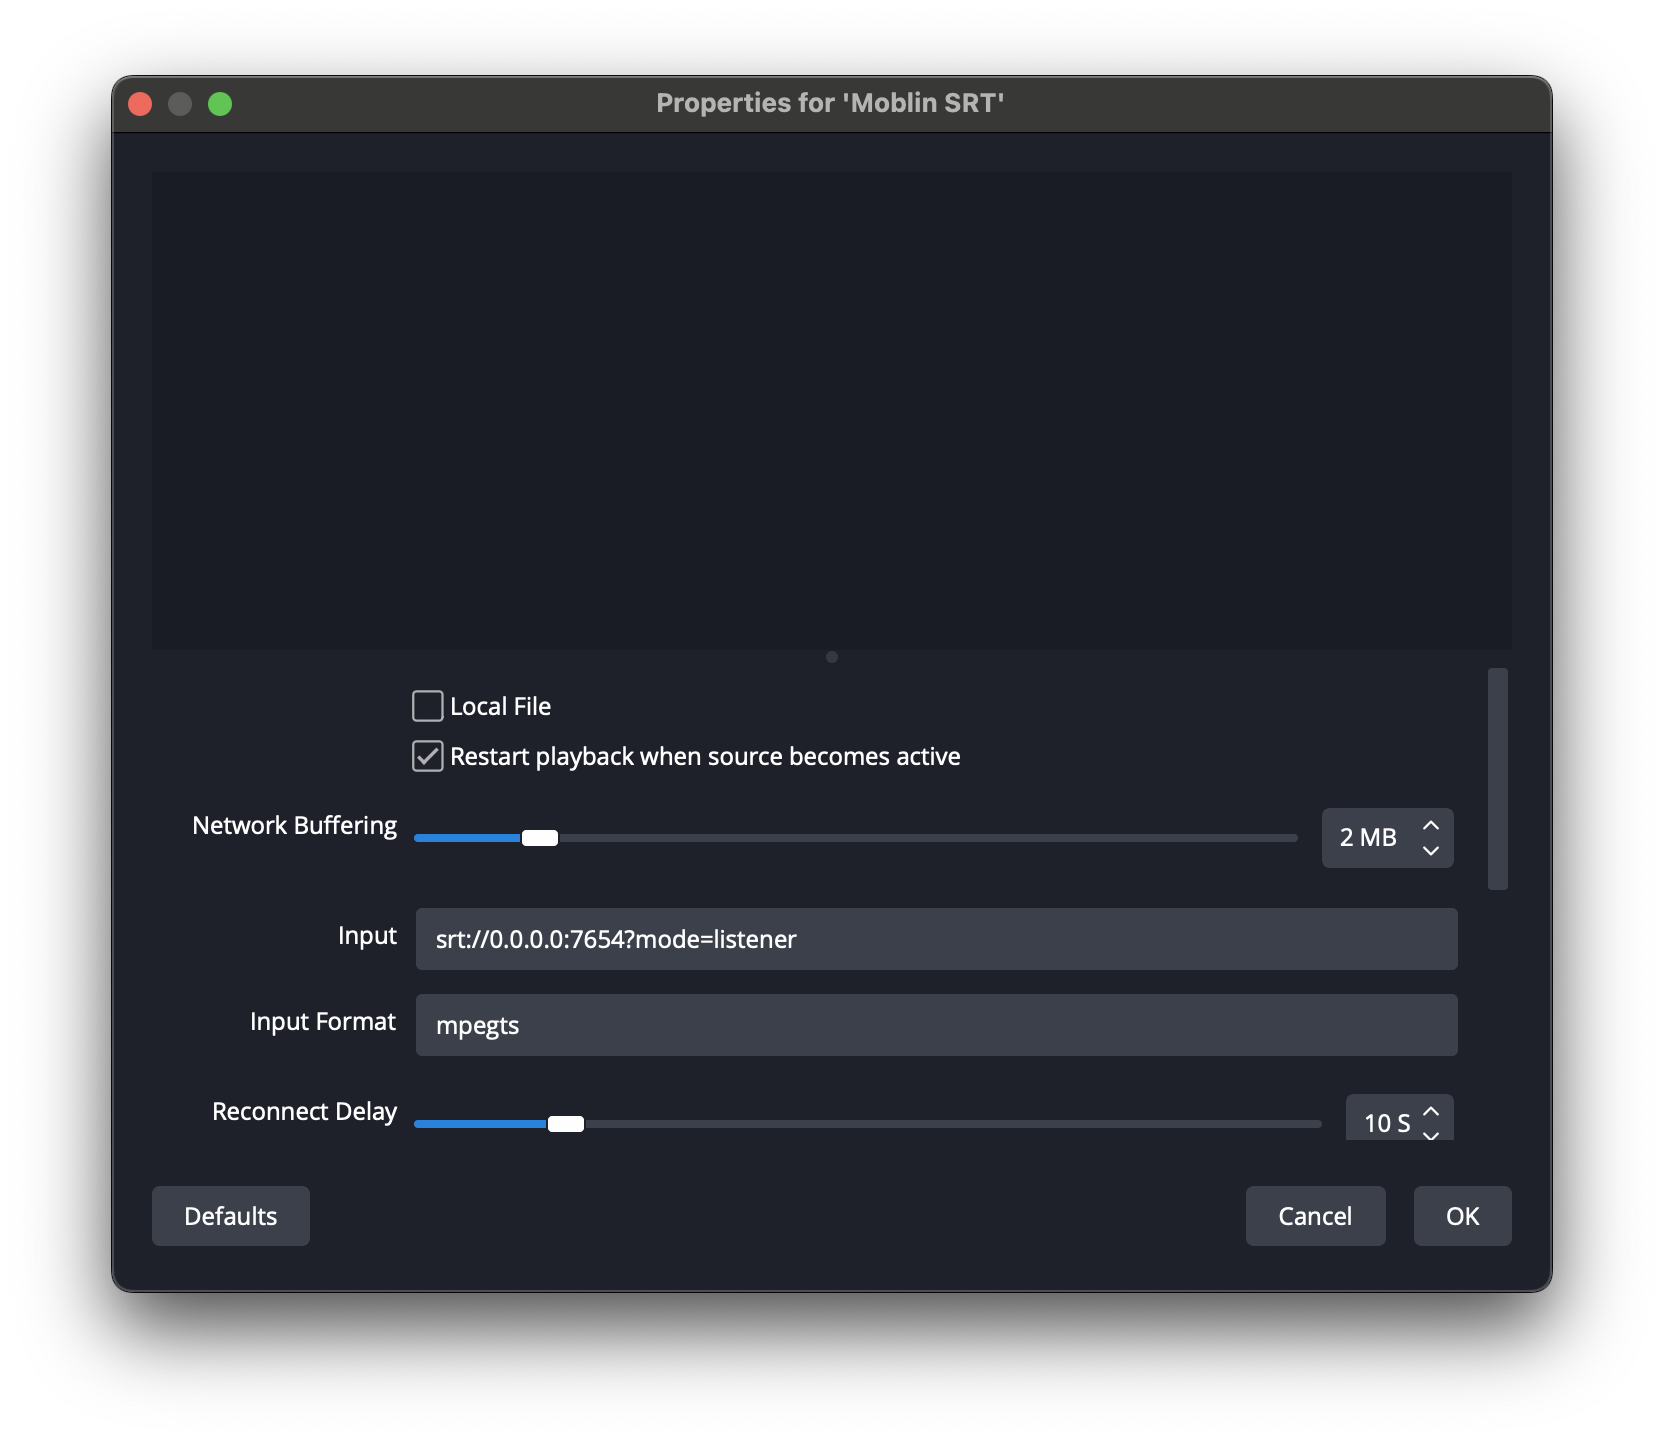 Properties for 'Moblin SRT'
Local File
Restart playback when source becomes active
Network Buffering
2 MB
Input
srt://0.0.0.0:7654?mode=listener
Input Format
mpegts
Reconnect Delay
10 S
Defaults
Cancel
OK